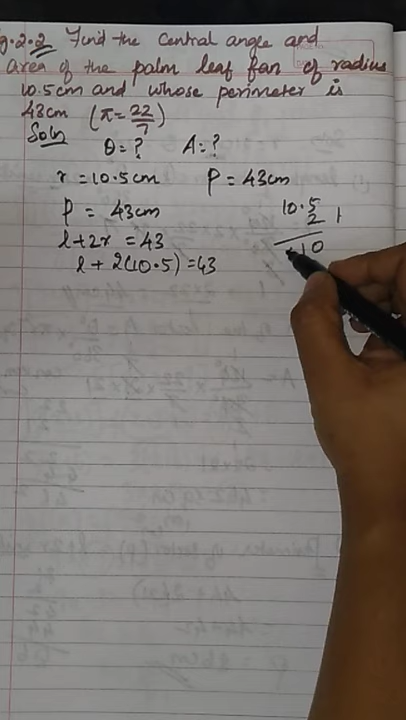 g.2.2 Find the central angle and
area of the palm leaf fan of radius
10.5cm and whose perimeter is
43cm (π=22/7)
Soln
θ=? A=?
r=10.5cm P=43cm
P = 43cm
l+2r = 43
l + 2(10.5) = 43
10.5
2 1
10